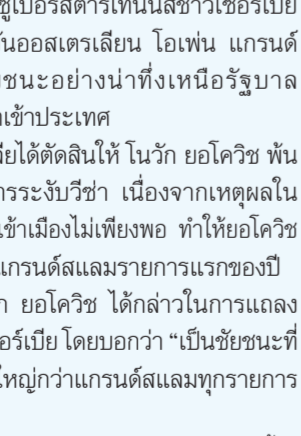 ซูเปอร์สตาร์เทนนิสชาวเซอร์เบีย
ันออสเตรเลียน โอเพ่น แกรนด์
ยชนะอย่างน่าทึ่งเหนือรัฐบาล
าเข้าประเทศ
ลียได้ตัดสินให้ โนวัก ยอโควิช พ้น
ารระงับวีซ่า เนื่องจากเหตุผลใน
เข้าเมืองไม่เพียงพอ ทำให้ยอโควิช
แกรนด์สแลมรายการแรกของปี
ก ยอโควิช ได้กล่าวในการแถลง
อร์เบีย โดยบอกว่า “เป็นชัยชนะที่
ใหญ่กว่าแกรนด์สแลมทุกรายการ